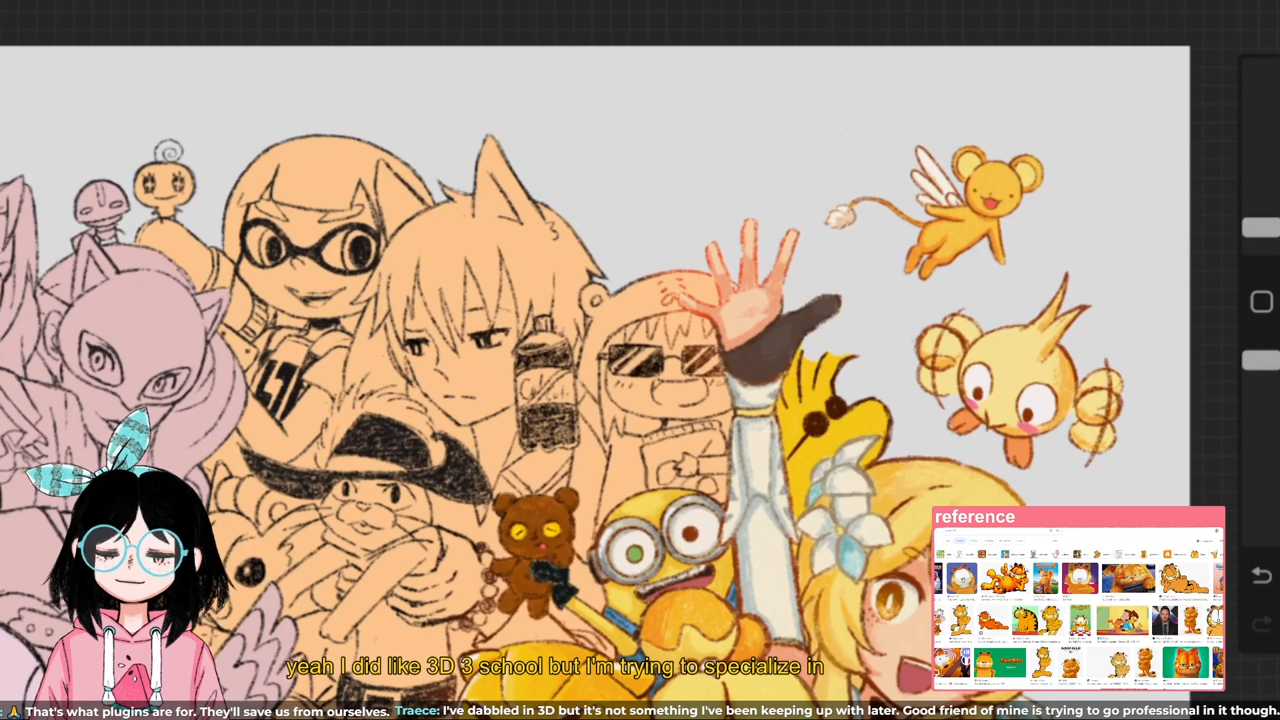 reference
yeah I did like 3D 3 school but I'm trying to specialize in
: 🙏 That's what plugins are for. They'll save us from ourselves. Traece: I've dabbled in 3D but it's not something I've been keeping up with later. Good friend of mine is trying to go professional in it though.